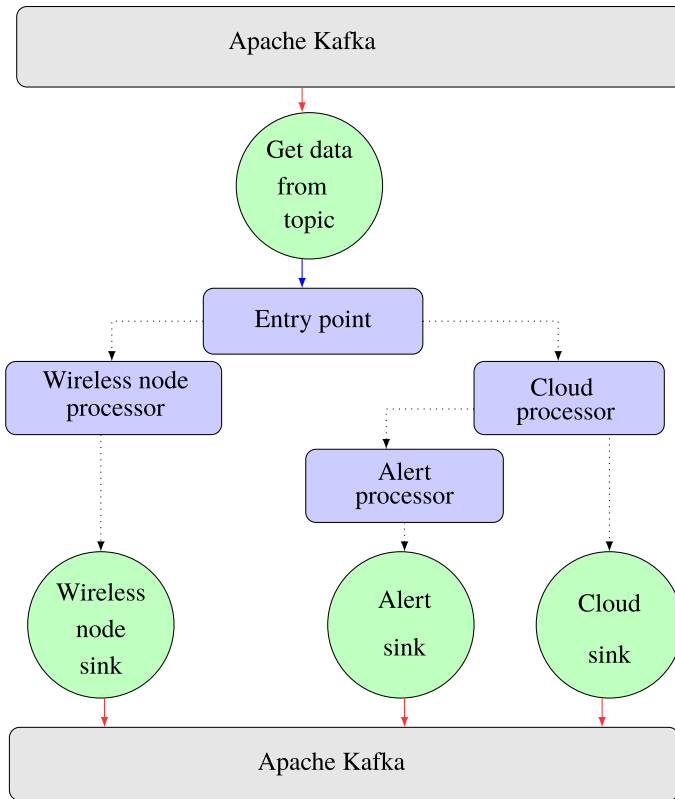 Apache Kafka
Get data
from
topic
Entry point
Wireless node
processor
Cloud
processor
Alert
processor
Wireless
node
sink
Alert
sink
Cloud
sink
Apache Kafka